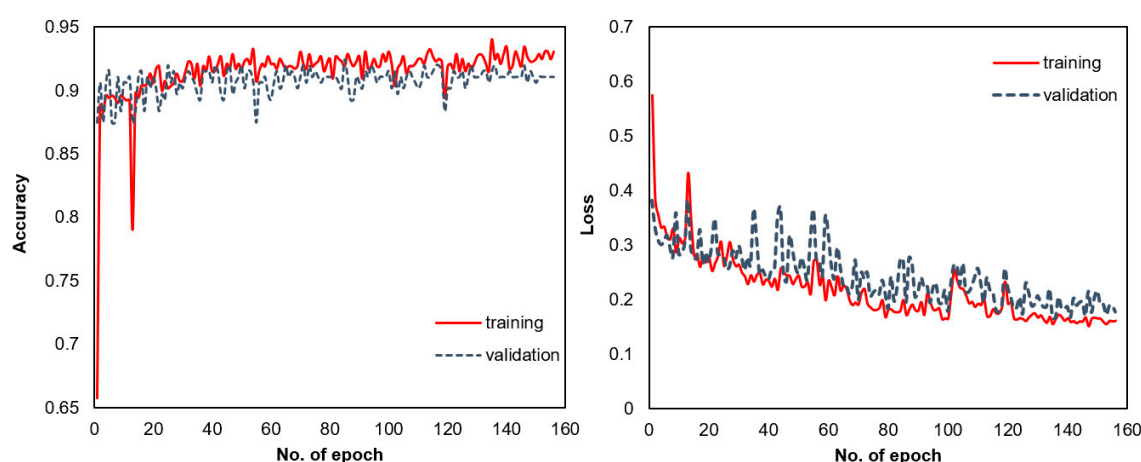 0.95
0.9
0.85
0.8
0.75
0.7
0.65
Accuracy
0 20 40 60 80 100 120 140 160
No. of epoch
training
validation
0.7
0.6
0.5
0.4
0.3
0.2
0.1
0
Loss
0 20 40 60 80 100 120 140 160
No. of epoch
training
validation